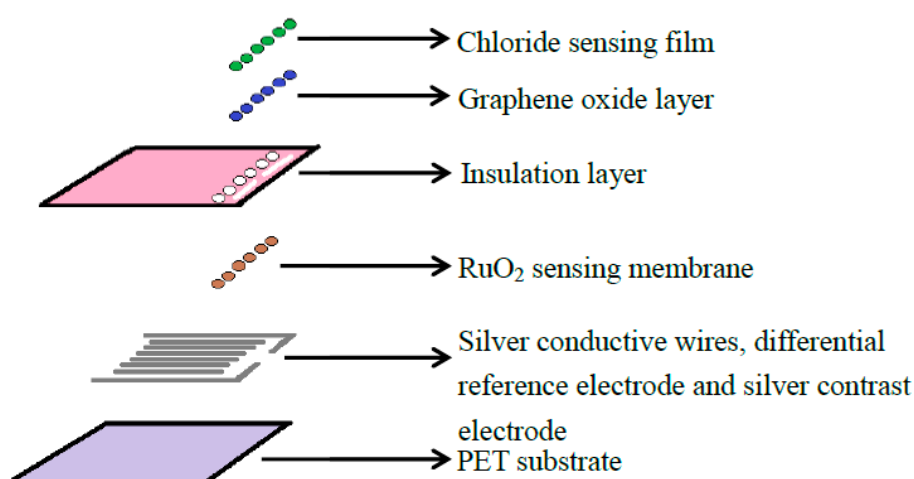 Chloride sensing film
Graphene oxide layer
Insulation layer
RuO₂ sensing membrane
Silver conductive wires, differential
reference electrode and silver contrast
electrode
PET substrate